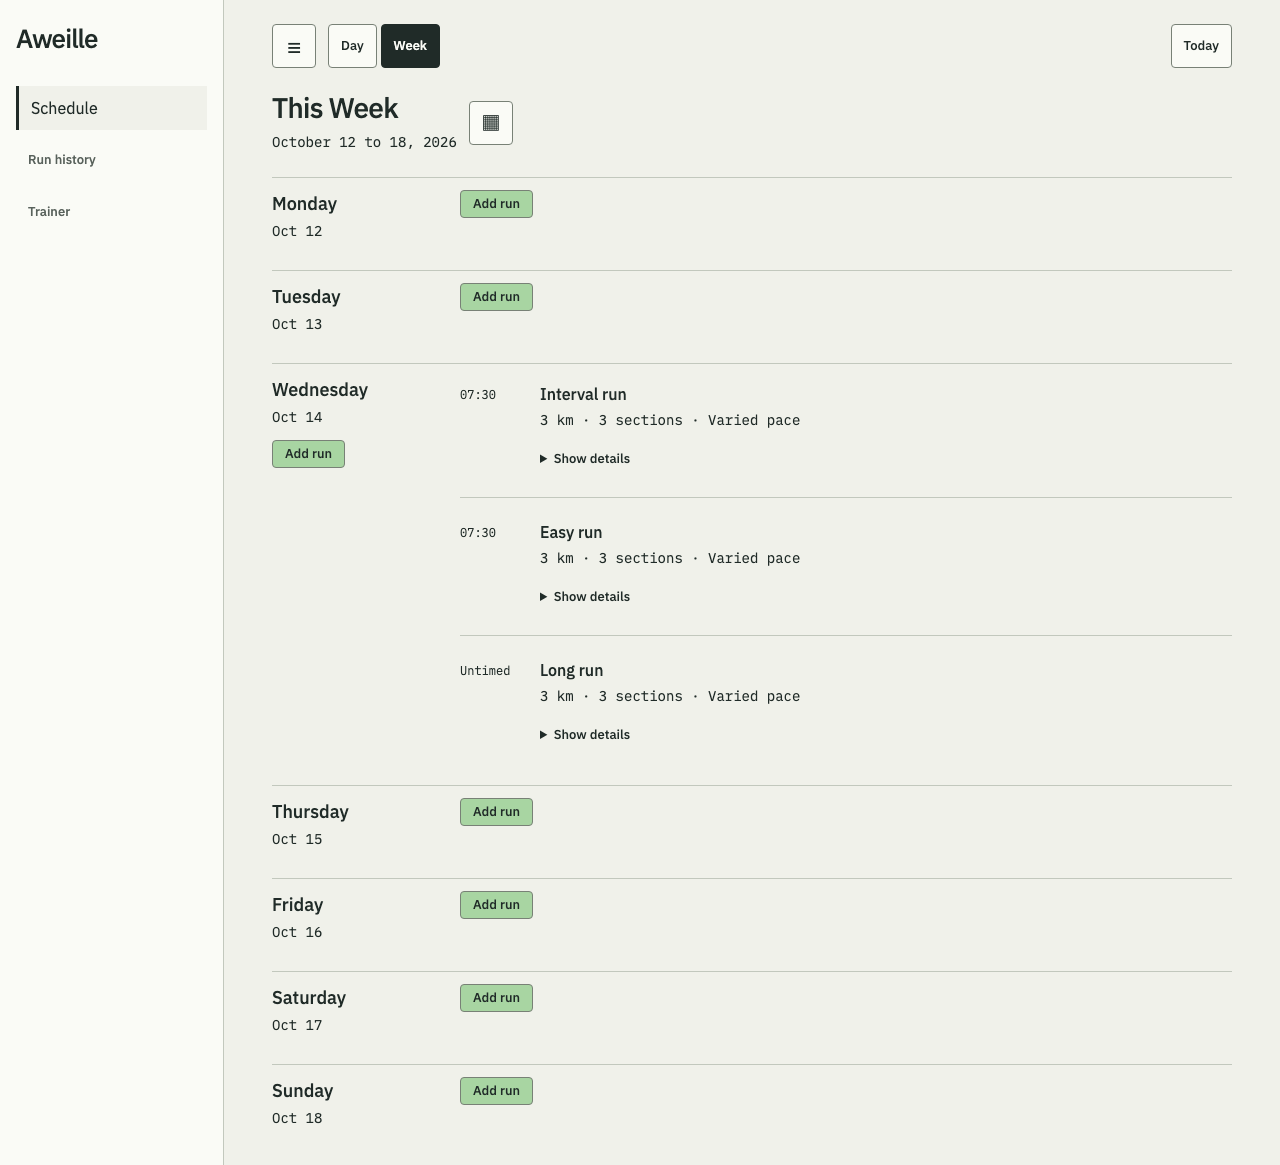 Aweille
Schedule
Run history
Trainer
Day
Week
Today
This Week
October 12 to 18, 2026
Monday
Oct 12
Add run
Tuesday
Oct 13
Add run
Wednesday
Oct 14
Add run
07:30
Interval run
3 km · 3 sections · Varied pace
Show details
07:30
Easy run
3 km · 3 sections · Varied pace
Show details
Untimed
Long run
3 km · 3 sections · Varied pace
Show details
Thursday
Oct 15
Add run
Friday
Oct 16
Add run
Saturday
Oct 17
Add run
Sunday
Oct 18
Add run